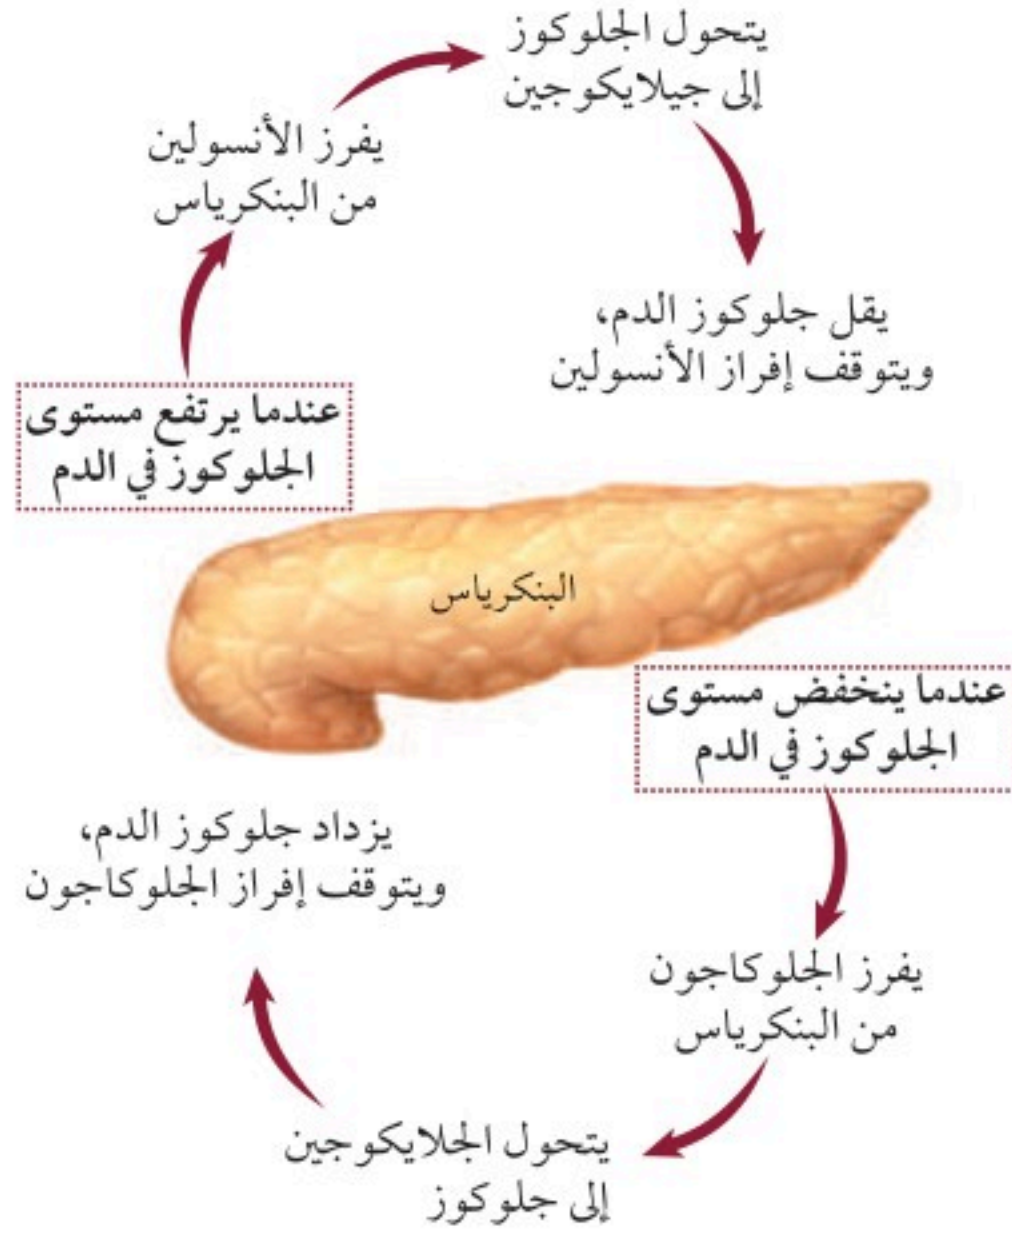 عندما يرتفع مستوى
الجلوكوز في الدم
يفرز الأنسولين
من البنكرياس
يتحول الجلوكوز
إلى جيلايكوجين
يقل جلوكوز الدم،
ويتوقف إفراز الأنسولين
البنكرياس
عندما ينخفض مستوى
الجلوكوز في الدم
يفرز الجلوكاجون
من البنكرياس
يتحول الجلايكوجين
إلى جلوكوز
يزداد جلوكوز الدم،
ويتوقف إفراز الجلوكاجون